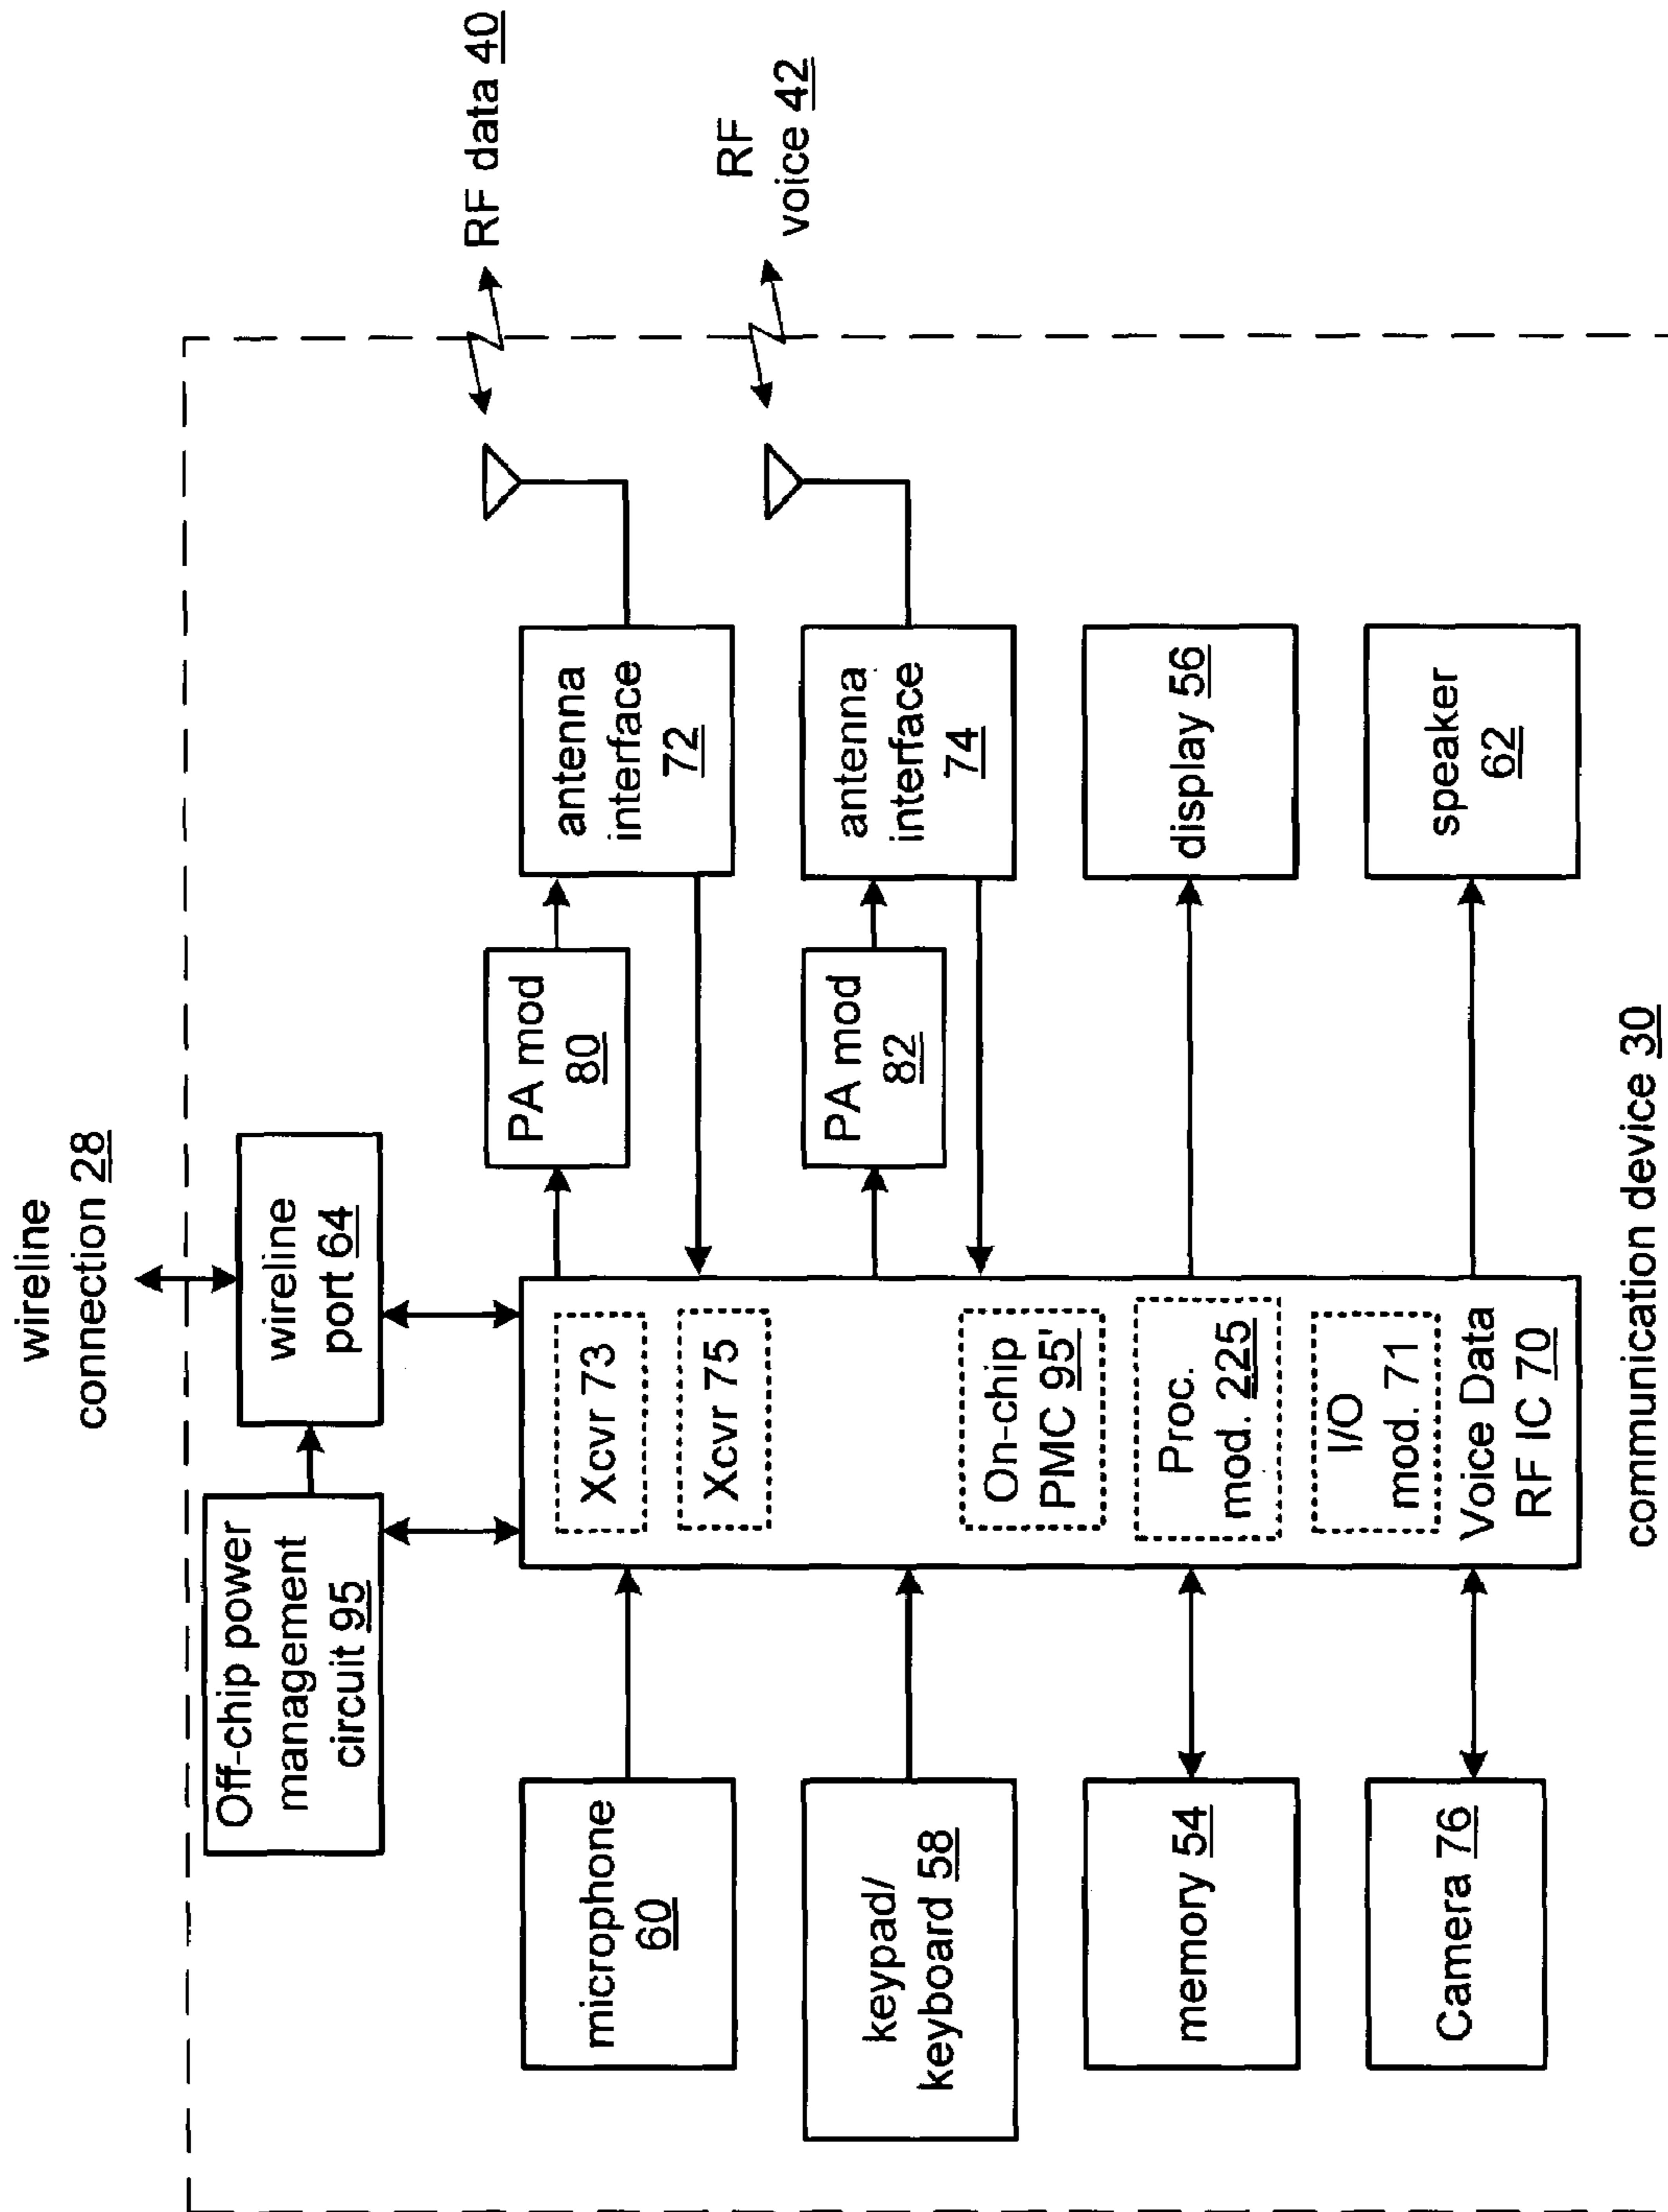 wireline
connection 28
Off-chip power
management
circuit 95
wireline
port 64
RF data 40
RF
voice 42
microphone
60
keypad/
keyboard 58
memory 54
Camera 76
Xcvr 73
Xcvr 75
On-chip
PMC 95'
Proc.
mod. 225
I/O
mod. 71
Voice Data
RF IC 70
PA mod
80
PA mod
82
antenna
interface
72
antenna
interface
74
display 56
speaker
62
communication device 30